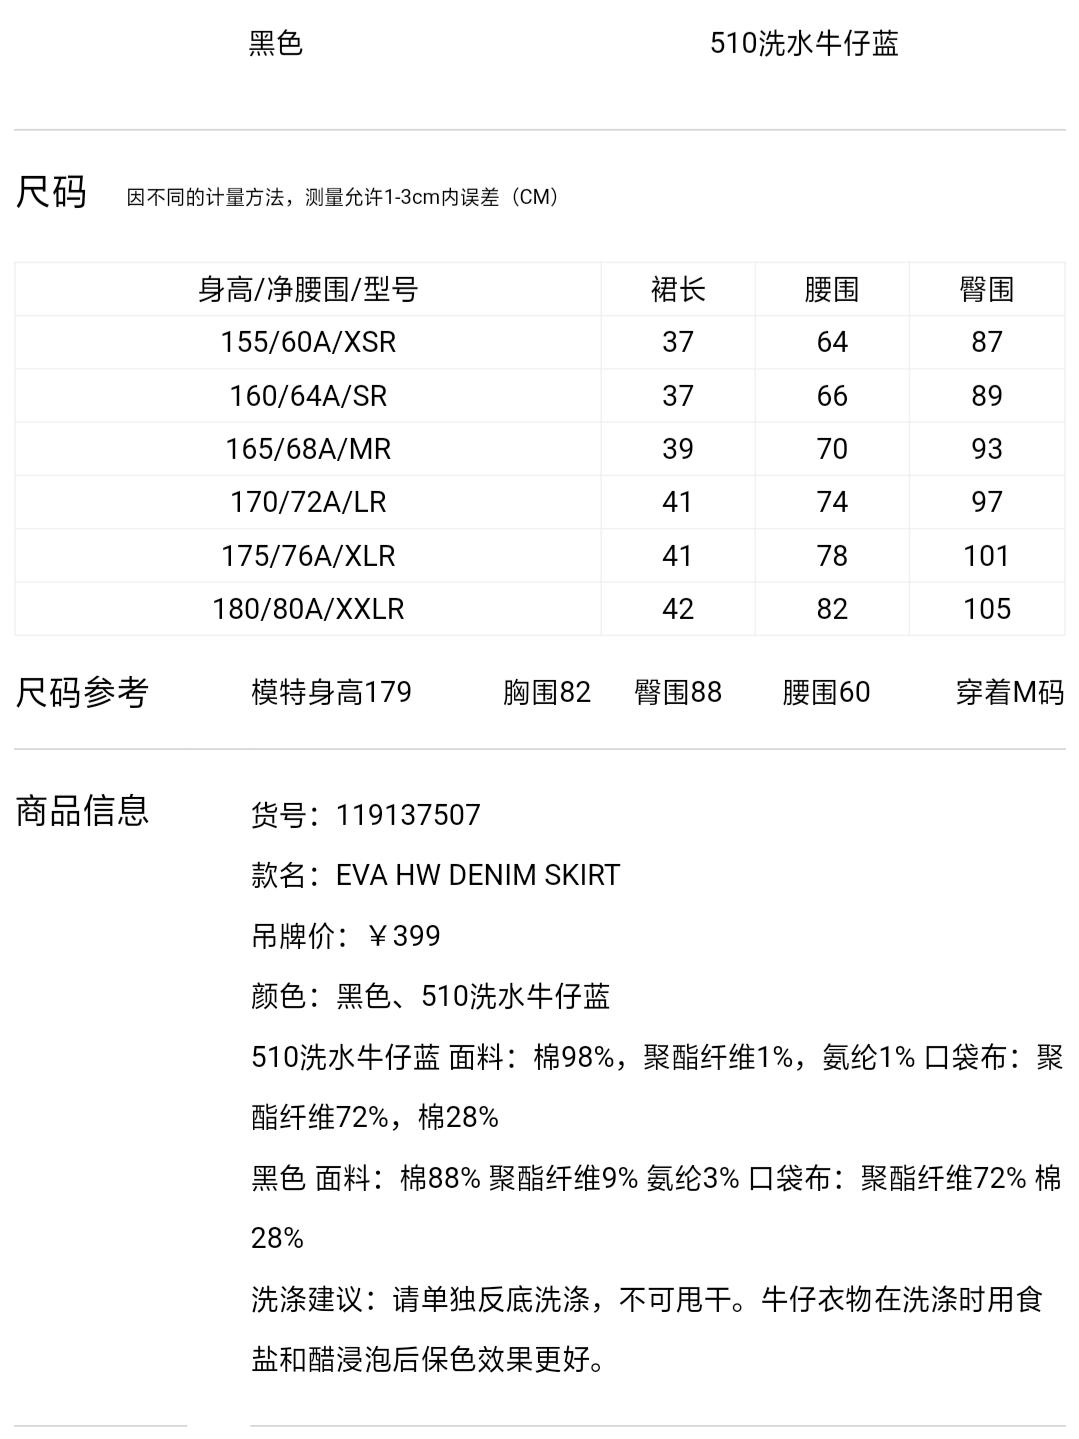 黑色 510洗水牛仔蓝
尺码 因不同的计量方法，测量允许1-3cm内误差（CM）
身高/净腰围/型号 裙长 腰围 臀围
155/60A/XSR 37 64 87
160/64A/SR 37 66 89
165/68A/MR 39 70 93
170/72A/LR 41 74 97
175/76A/XLR 41 78 101
180/80A/XXLR 42 82 105
尺码参考 模特身高179 胸围82 臀围88 腰围60 穿着M码
商品信息 货号：119137507
款名：EVA HW DENIM SKIRT
吊牌价：￥399
颜色：黑色、510洗水牛仔蓝
510洗水牛仔蓝 面料：棉98%，聚酯纤维1%，氨纶1% 口袋布：聚
酯纤维72%，棉28%
黑色 面料：棉88% 聚酯纤维9% 氨纶3% 口袋布：聚酯纤维72% 棉
28%
洗涤建议：请单独反底洗涤，不可甩干。牛仔衣物在洗涤时用食
盐和醋浸泡后保色效果更好。